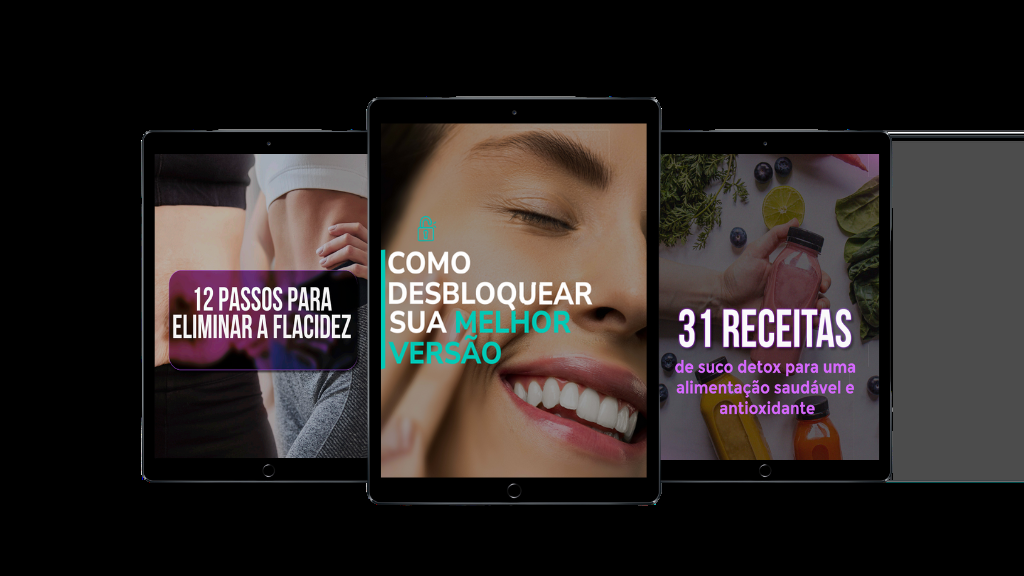 12 PASSOS PARA
ELIMINAR A FLACIDEZ
COMO
DESBLOQUEAR
SUA MELHOR
VERSÃO
31 RECEITAS
de suco detox para uma
alimentação saudável e
antioxidante